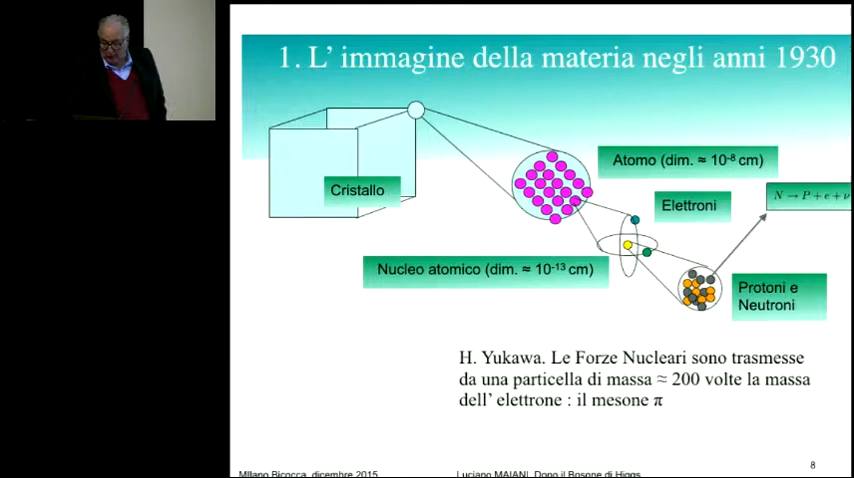 1. L' immagine della materia negli anni 1930
Atomo (dim. ≈ 10⁻⁸ cm)
Cristallo
Elettroni
N → P + e + ν
Nucleo atomico (dim. ≈ 10⁻¹³ cm)
Protoni e
Neutroni
H. Yukawa. Le Forze Nucleari sono trasmesse
da una particella di massa ≈ 200 volte la massa
dell' elettrone : il mesone π
8
MIlano Bicocca, dicembre 2015
Luciano MAIANI. Dopo il Bosone di Higgs